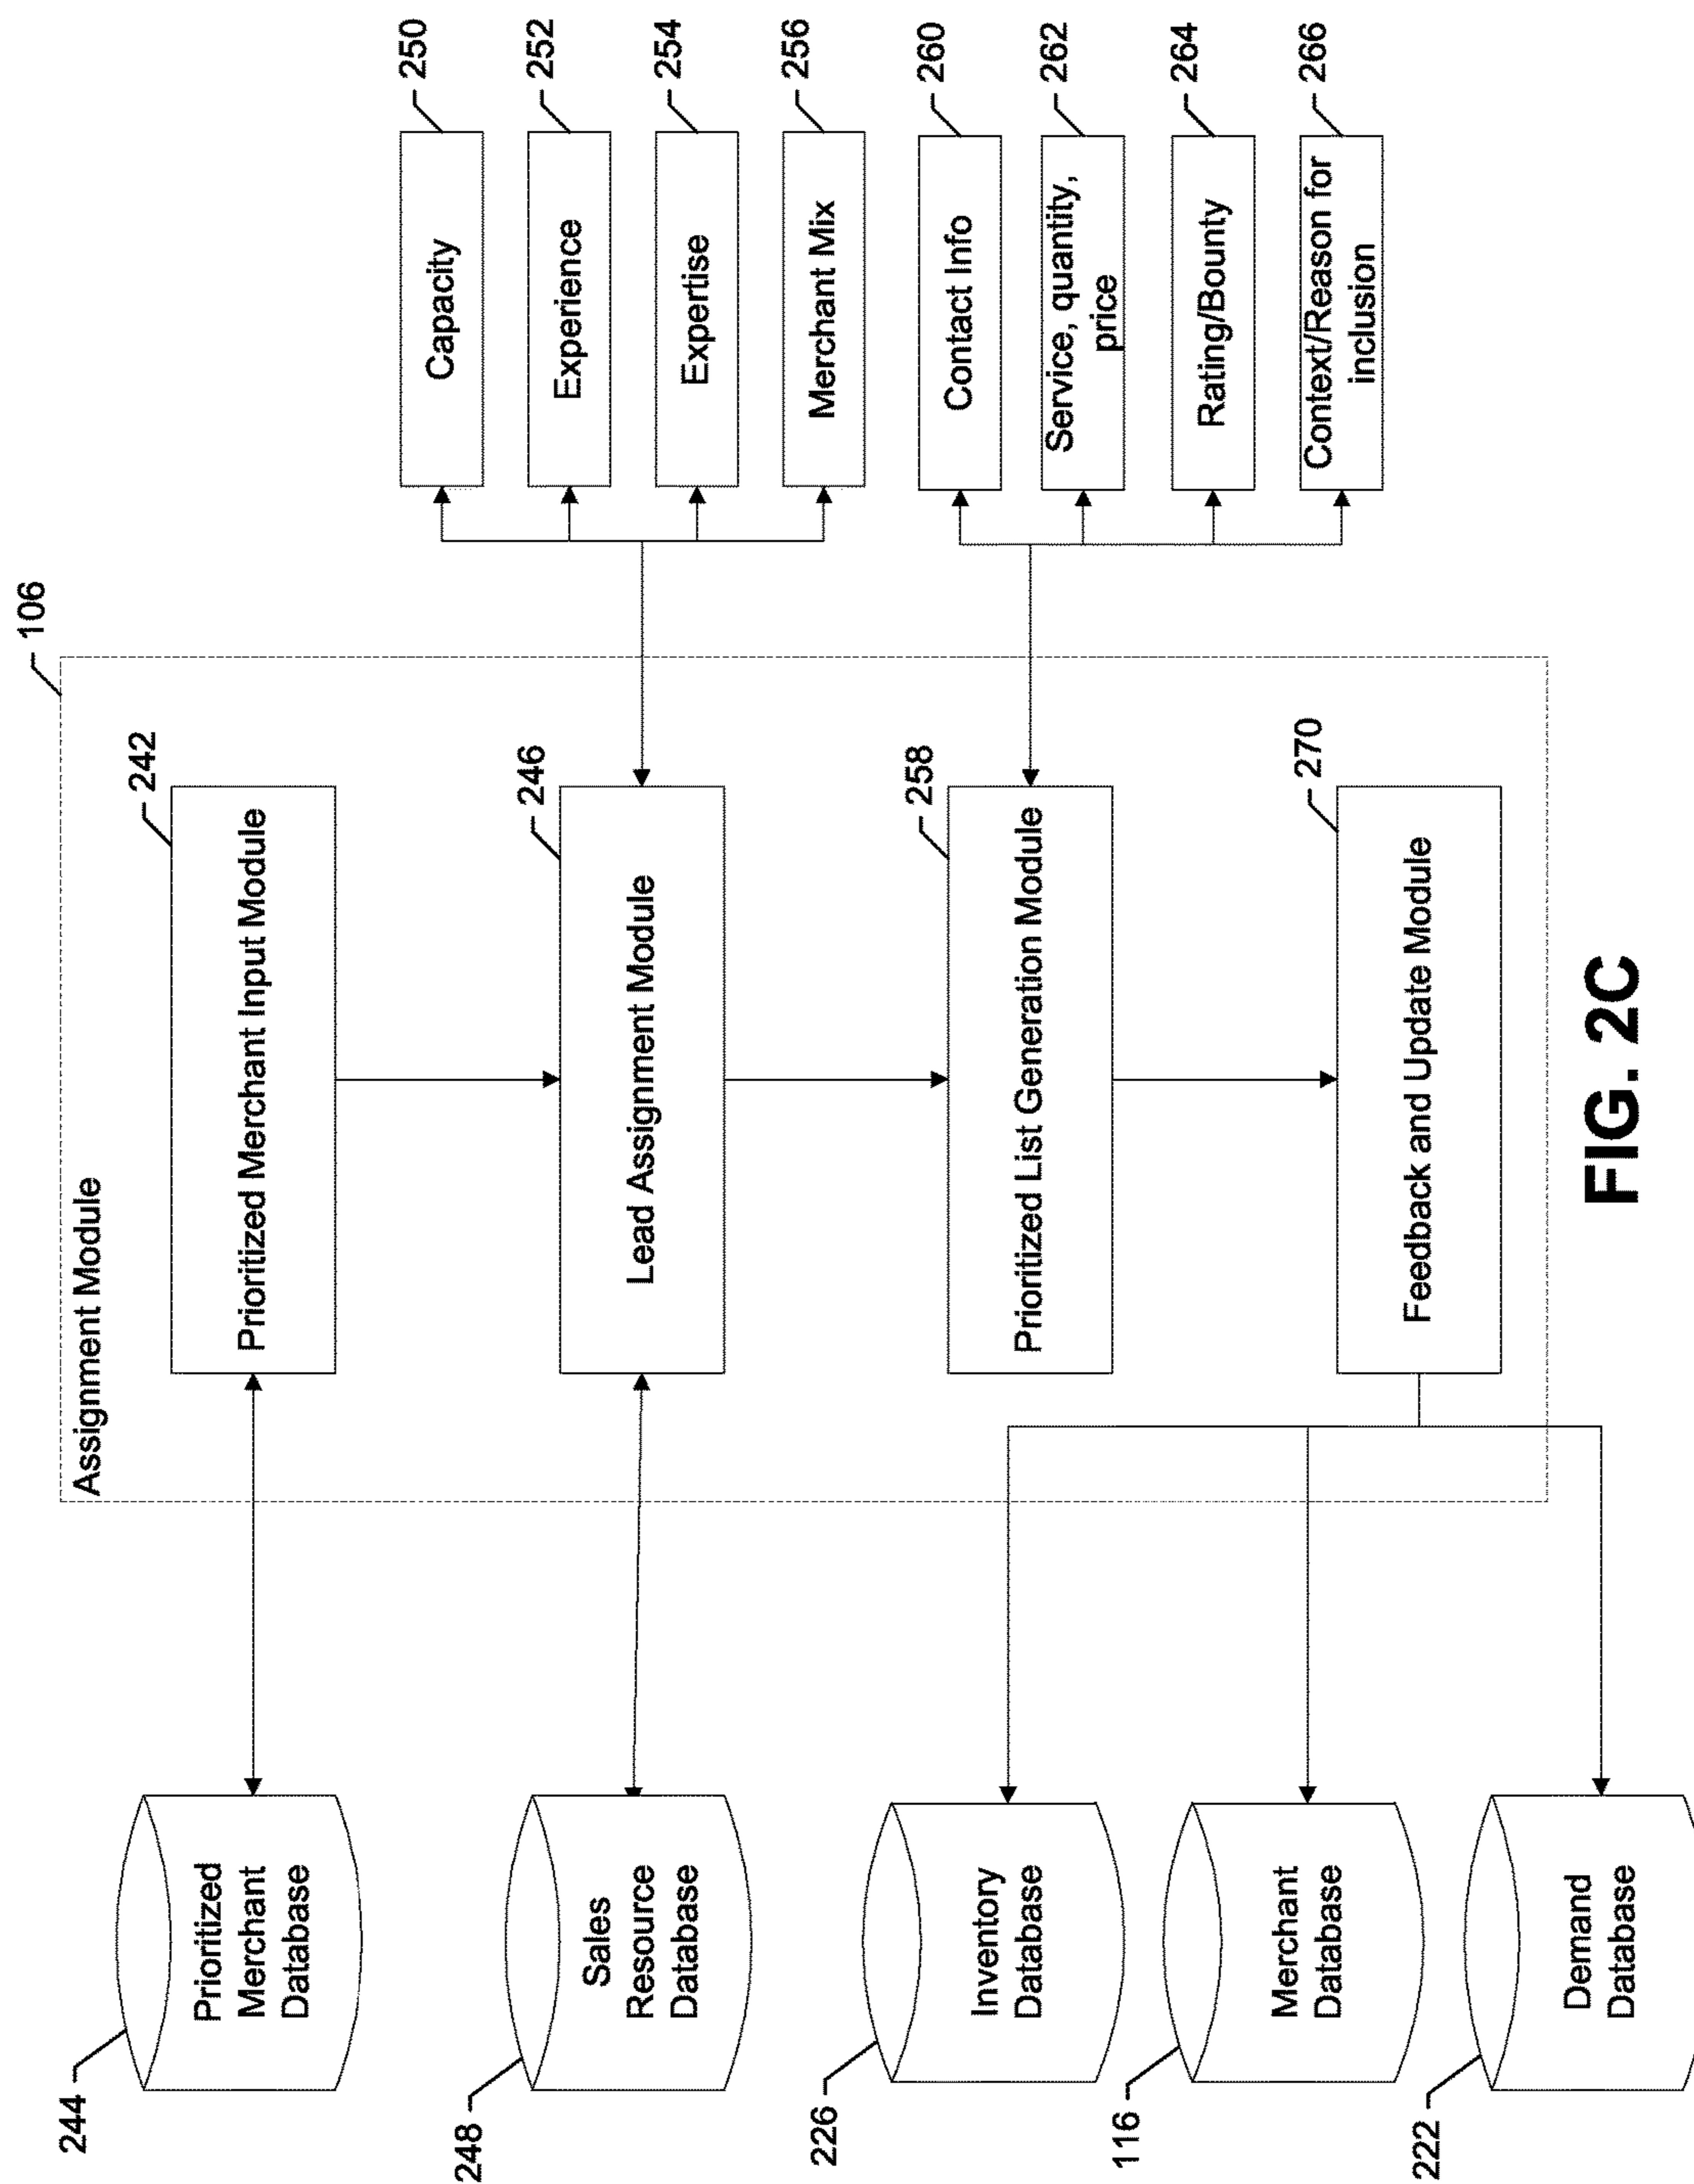 Assignment Module
106
244
Prioritized
Merchant
Database
242
Prioritized Merchant Input Module
248
Sales
Resource
Database
246
Lead Assignment Module
Capacity
250
Experience
252
Expertise
254
Merchant Mix
256
226
Inventory
Database
258
Prioritized List Generation Module
Contact Info
260
Service, quantity,
price
262
Rating/Bounty
264
Context/Reason for
inclusion
266
116
Merchant
Database
270
Feedback and Update Module
222
Demand
Database
FIG. 2C